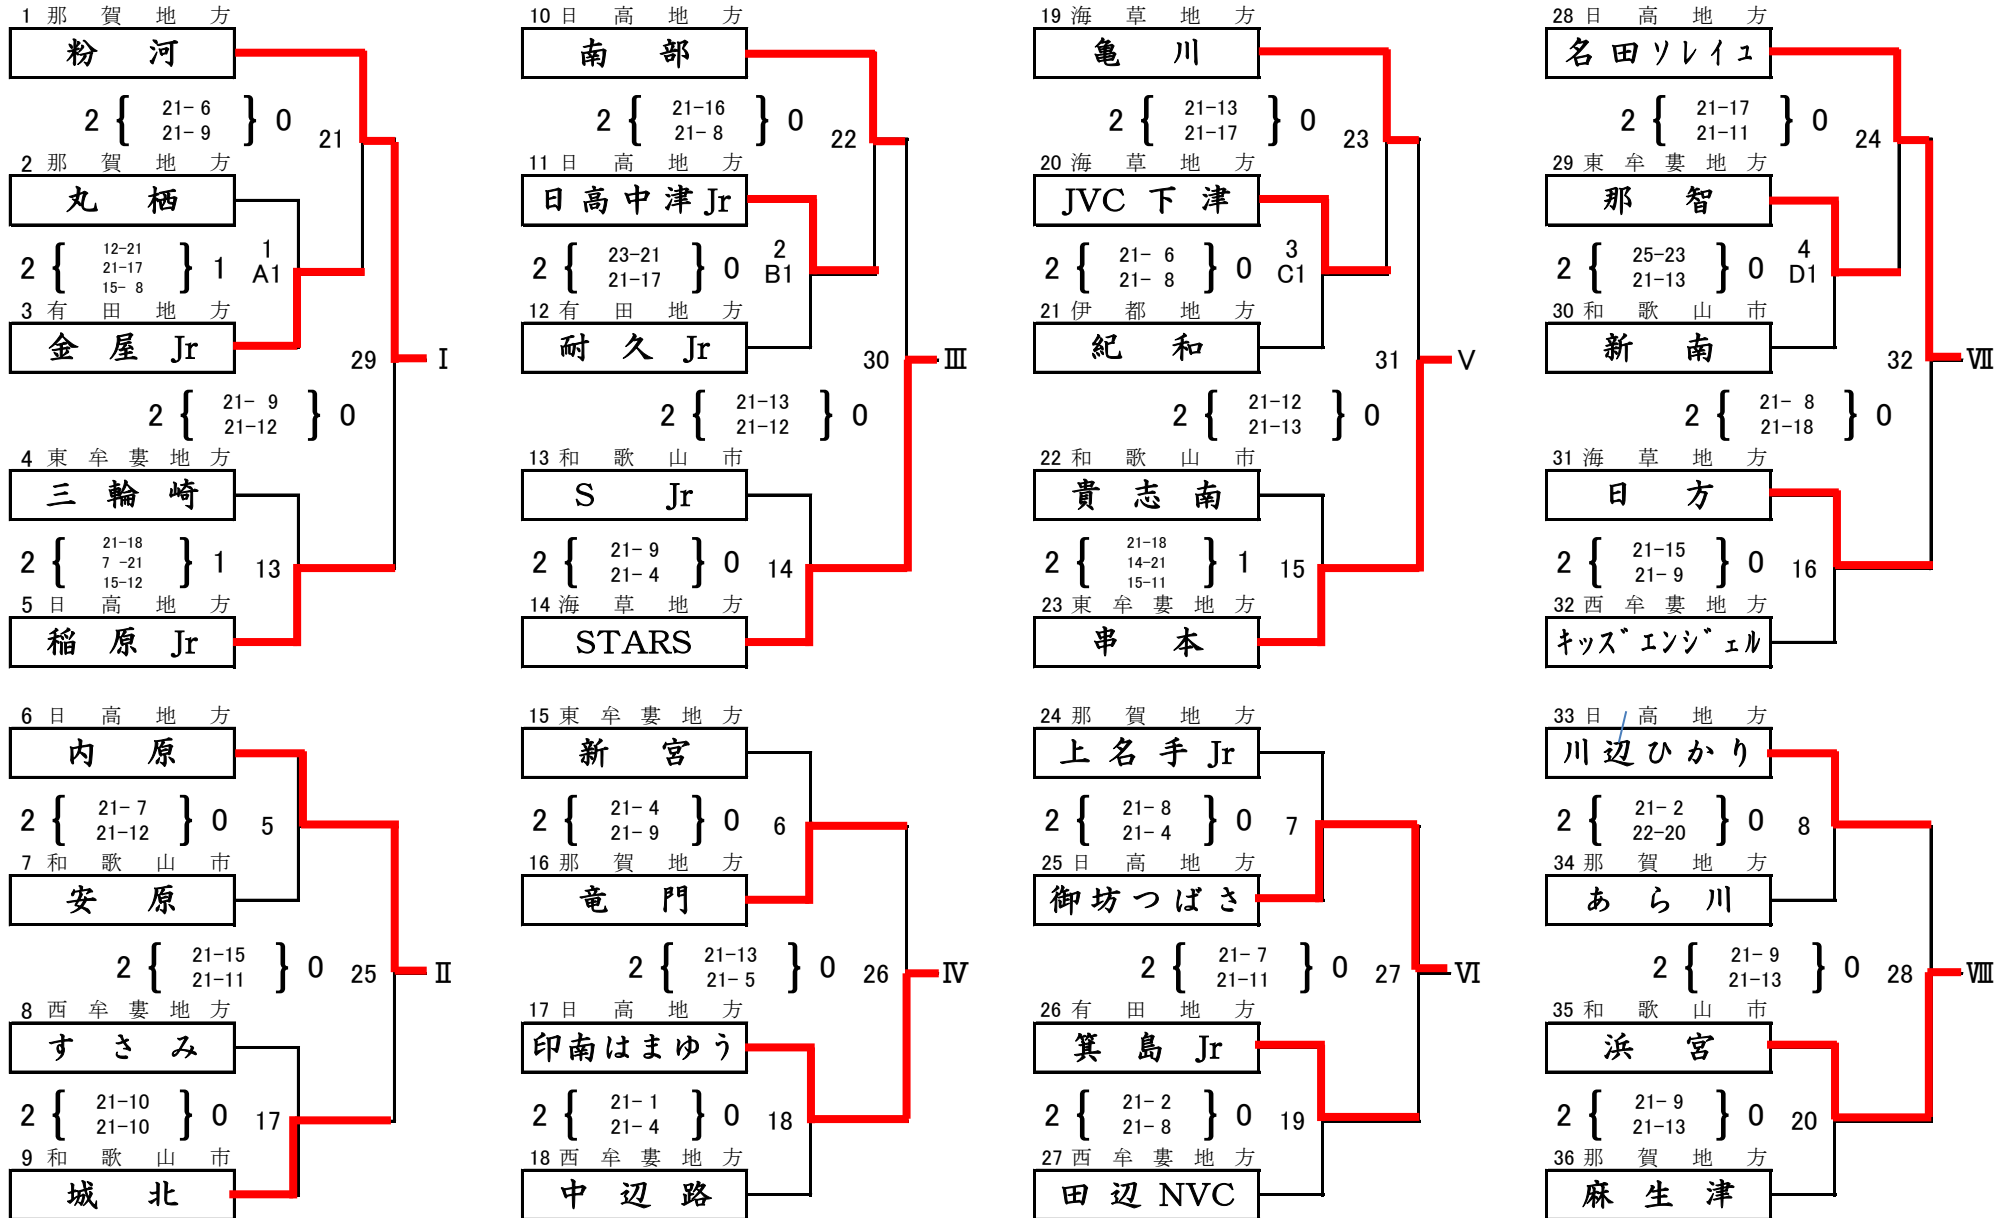 1 那賀地方
粉河
2 { 21- 6 } 0
21- 9
21
2 那賀地方
丸栖
2 { 12-21 } 1
21-17
15- 8
1
A1
3 有田地方
金屋 Jr
29
Ⅰ
2 { 21- 9 } 0
21-12
4 東牟婁地方
三輪崎
2 { 21-18 } 1
7 -21
15-12
13
5 日高地方
稲原 Jr
6 日高地方
内原
2 { 21- 7 } 0
21-12
5
7 和歌山市
安原
2 { 21-15 } 0
21-11
25
Ⅱ
8 西牟婁地方
すさみ
2 { 21-10 } 0
21-10
17
9 和歌山市
城北
10 日高地方
南部
2 { 21-16 } 0
21- 8
22
11 日高地方
日高中津 Jr
2 { 23-21 } 0
21-17
2
B1
12 有田地方
耐久 Jr
30
Ⅲ
2 { 21-13 } 0
21-12
13 和歌山市
S Jr
2 { 21- 9 } 0
21- 4
14
14 海草地方
STARS
15 東牟婁地方
新宮
2 { 21- 4 } 0
21- 9
6
16 那賀地方
竜門
2 { 21-13 } 0
21- 5
26
Ⅳ
17 日高地方
印南はまゆう
2 { 21- 1 } 0
21- 4
18
18 西牟婁地方
中辺路
19 海草地方
亀川
2 { 21-13 } 0
21-17
23
20 海草地方
JVC 下津
2 { 21- 6 } 0
21- 8
3
C1
21 伊都地方
紀和
31
Ⅴ
2 { 21-12 } 0
21-13
22 和歌山市
貴志南
2 { 21-18 } 1
14-21
15-11
15
23 東牟婁地方
串本
24 那賀地方
上名手 Jr
2 { 21- 8 } 0
21- 4
7
25 日高地方
御坊つばさ
2 { 21- 7 } 0
21-11
27
Ⅵ
26 有田地方
箕島 Jr
2 { 21- 2 } 0
21- 8
19
27 西牟婁地方
田辺 NVC
28 日高地方
名田ソレイユ
2 { 21-17 } 0
21-11
24
29 東牟婁地方
那智
2 { 25-23 } 0
21-13
4
D1
30 和歌山市
新南
32
Ⅶ
2 { 21- 8 } 0
21-18
31 海草地方
日方
2 { 21-15 } 0
21- 9
16
32 西牟婁地方
キッズエンジェル
33 日高地方
川辺ひかり
2 { 21- 2 } 0
22-20
8
34 那賀地方
あら川
2 { 21- 9 } 0
21-13
28
Ⅷ
35 和歌山市
浜宮
2 { 21- 9 } 0
21-13
20
36 那賀地方
麻生津